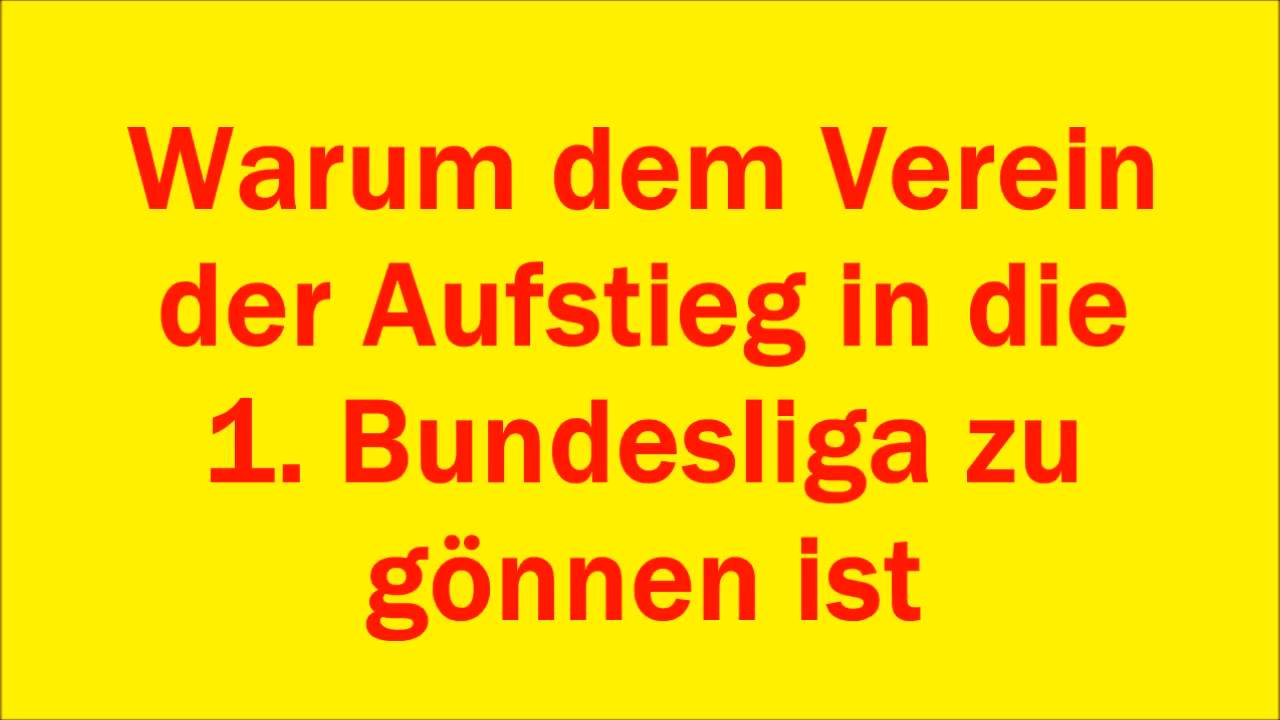 Warum dem Verein
der Aufstieg in die
1. Bundesliga zu
gönnen ist